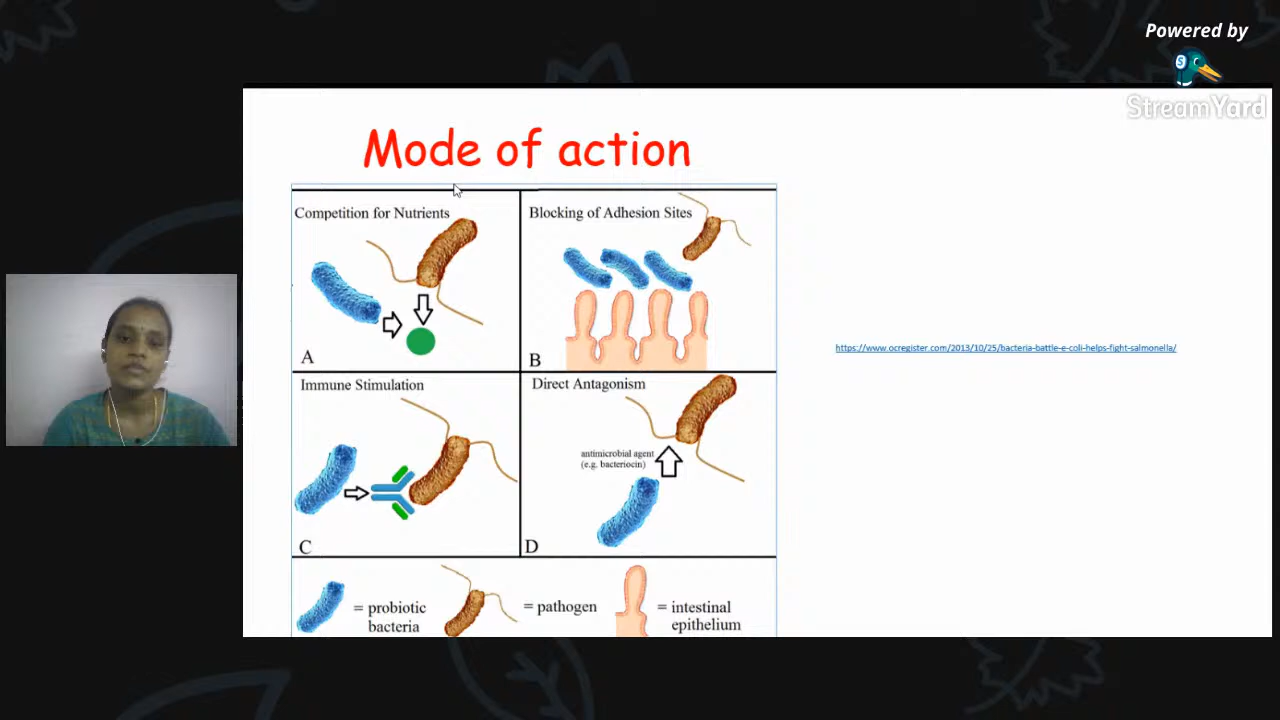 Powered by
StreamYard
Mode of action
Competition for Nutrients
A
Blocking of Adhesion Sites
B
https://www.ocregister.com/2013/10/25/bacteria-battle-e-coli-helps-fight-salmonella/
Immune Stimulation
C
Direct Antagonism
antimicrobial agent
(e.g. bacteriocin)
D
= probiotic
bacteria
= pathogen
= intestinal
epithelium